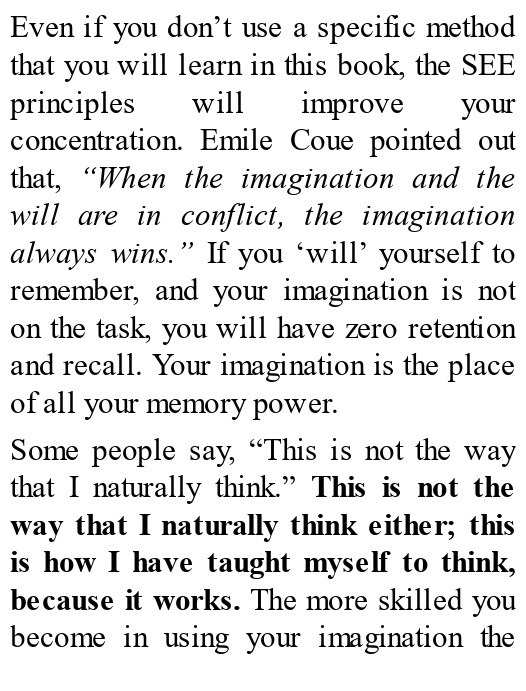 Even if you don’t use a specific method
that you will learn in this book, the SEE
principles will improve your
concentration. Emile Coue pointed out
that, “When the imagination and the
will are in conflict, the imagination
always wins.” If you ‘will’ yourself to
remember, and your imagination is not
on the task, you will have zero retention
and recall. Your imagination is the place
of all your memory power.
Some people say, “This is not the way
that I naturally think.” This is not the
way that I naturally think either; this
is how I have taught myself to think,
because it works. The more skilled you
become in using your imagination the